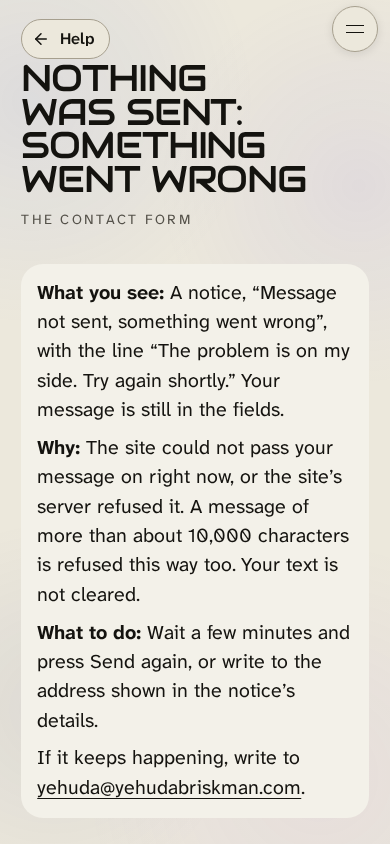 Help
NOTHING
WAS SENT:
SOMETHING
WENT WRONG
THE CONTACT FORM
What you see: A notice, “Message
not sent, something went wrong”,
with the line “The problem is on my
side. Try again shortly.” Your
message is still in the fields.
Why: The site could not pass your
message on right now, or the site’s
server refused it. A message of
more than about 10,000 characters
is refused this way too. Your text is
not cleared.
What to do: Wait a few minutes and
press Send again, or write to the
address shown in the notice’s
details.
If it keeps happening, write to
yehuda@yehudabriskman.com.